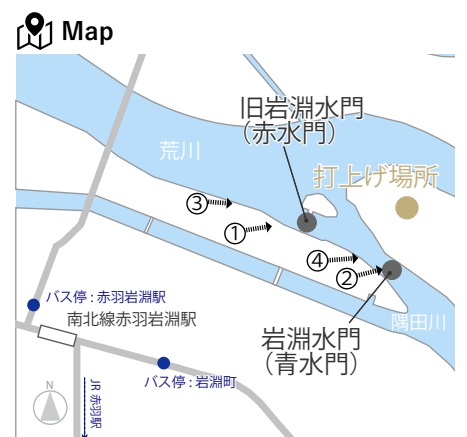 Map
旧岩淵水門
（赤水門）
荒川
打上げ場所
③
①
④
②
バス停 : 赤羽岩淵駅
南北線赤羽岩淵駅
岩淵水門
（青水門）
隅田川
バス停 : 岩淵町
N
JR 赤羽駅